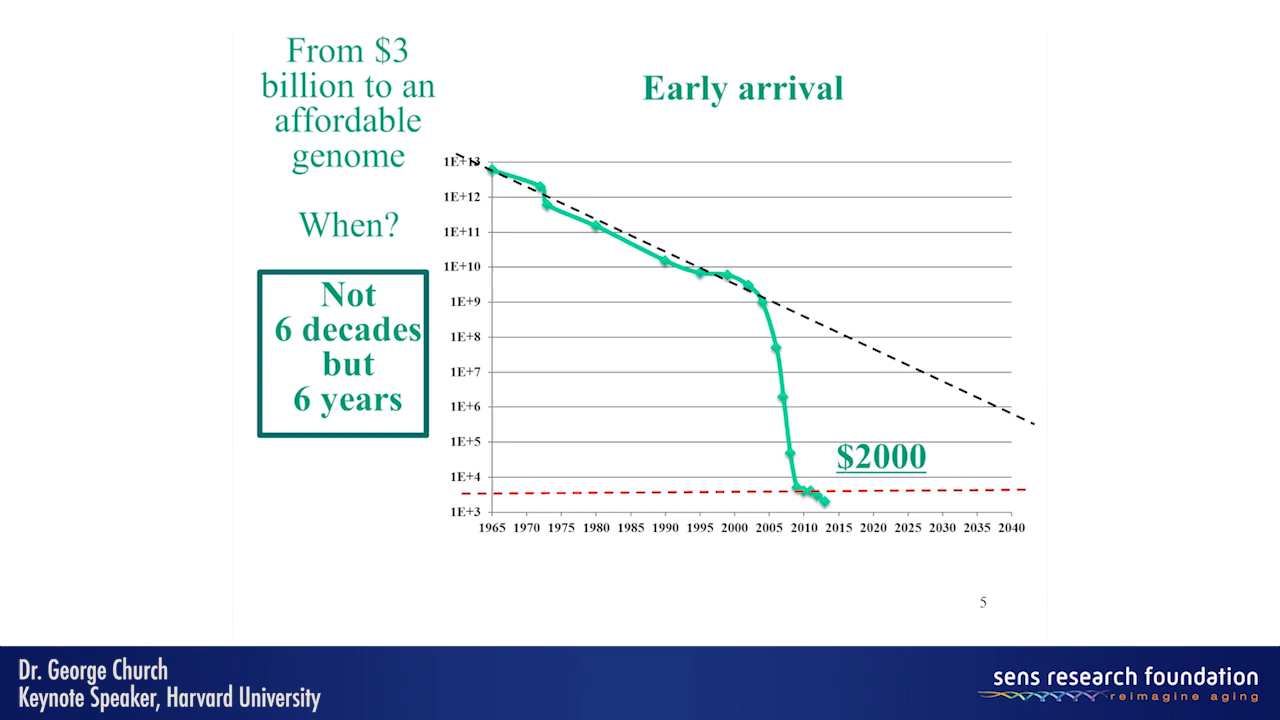 From $3
billion to an
affordable
genome
When?
Not
6 decades
but
6 years
Early arrival
1E+13
1E+12
1E+11
1E+10
1E+9
1E+8
1E+7
1E+6
1E+5
1E+4
1E+3
$2000
1965 1970 1975 1980 1985 1990 1995 2000 2005 2010 2015 2020 2025 2030 2035 2040
5
Dr. George Church
Keynote Speaker, Harvard University
sens research foundation
reimagine aging